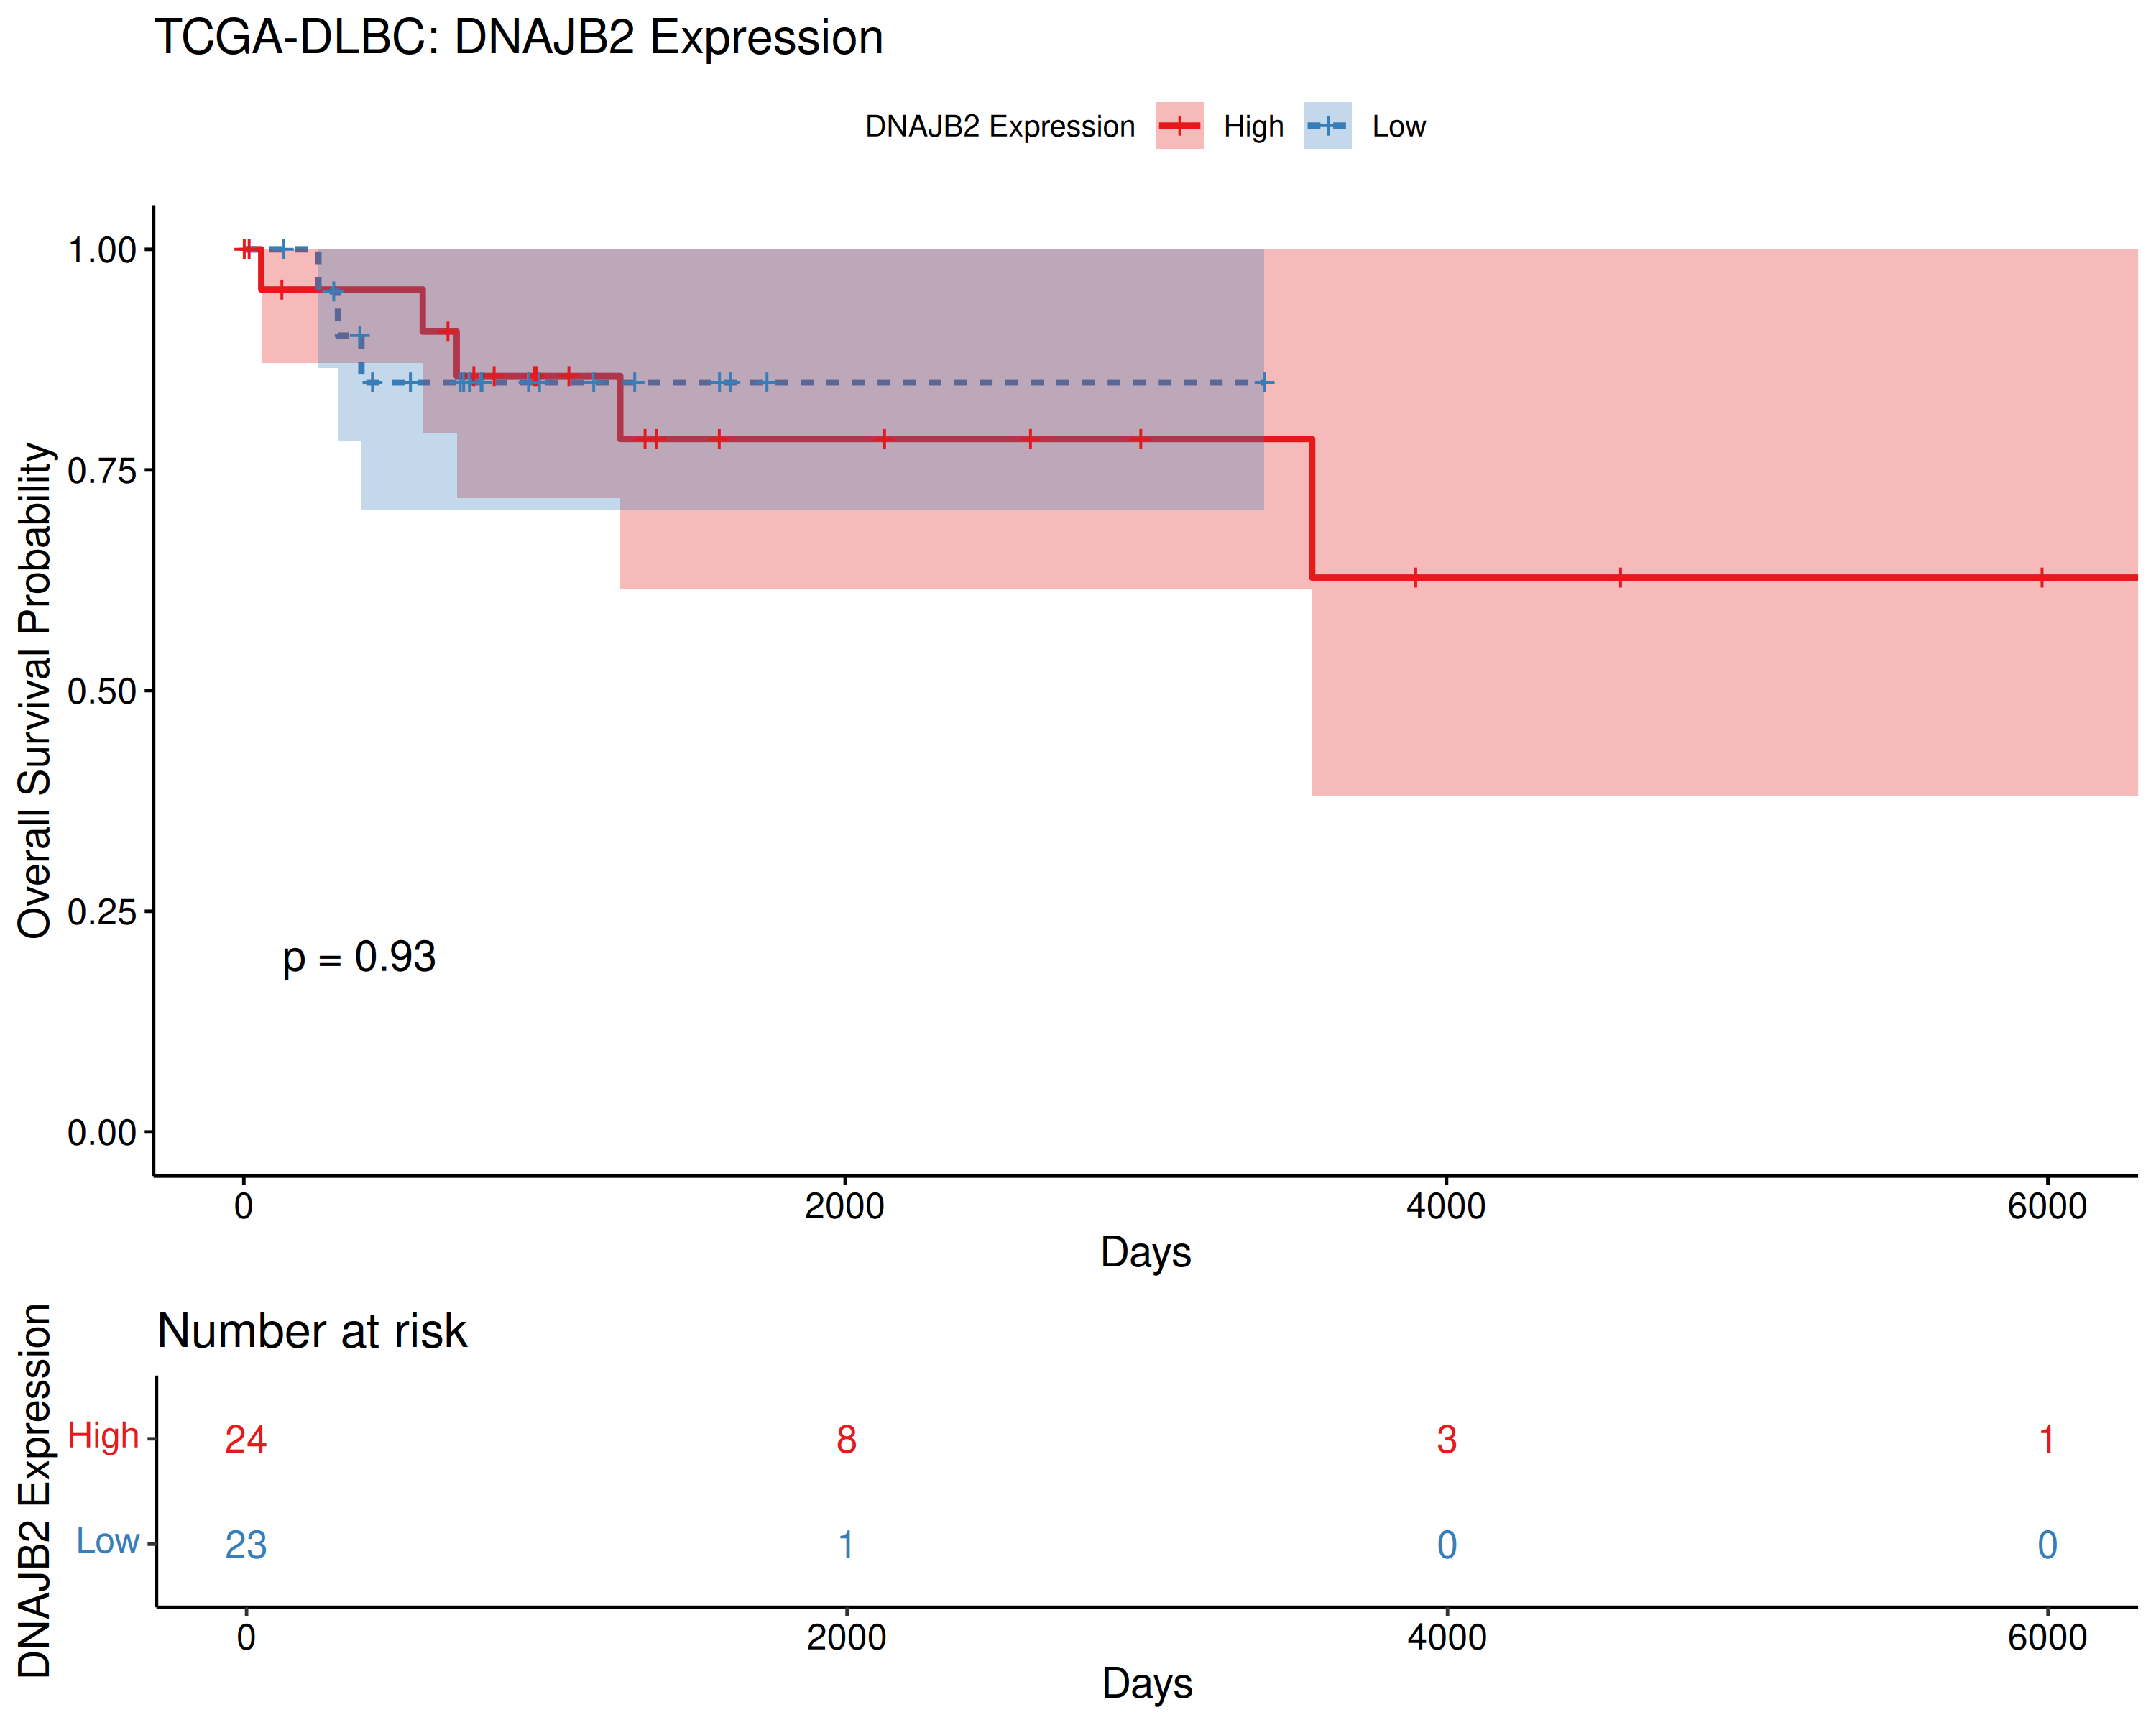 TCGA-DLBC: DNAJB2 Expression
DNAJB2 Expression High Low
Overall Survival Probability
1.00
0.75
0.50
0.25
0.00
p = 0.93
0 2000 4000 6000
Days
Number at risk
DNAJB2 Expression
High 24 8 3 1
Low 23 1 0 0
0 2000 4000 6000
Days